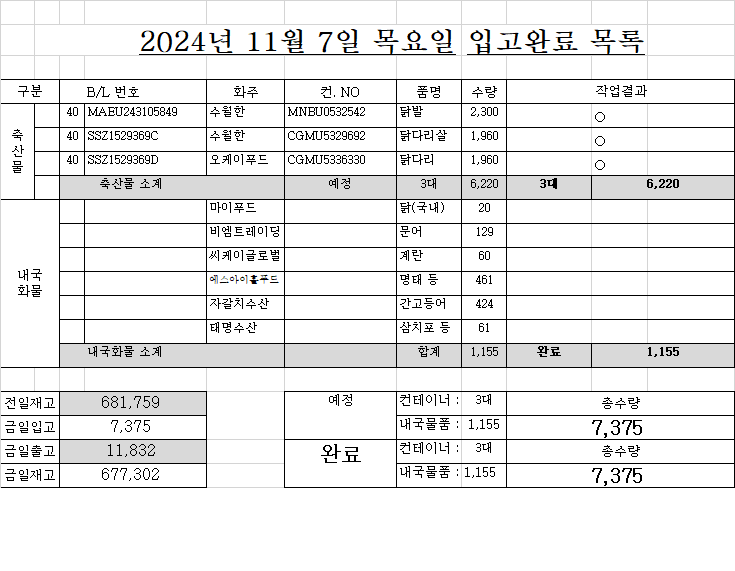 2024년 11월 7일 목요일 입고완료 목록
구분 B/L 번호 화주 컨. NO 품명 수량 작업결과
축산물
40 MAEU243105849 수월한 MNBU0532542 닭발 2,300 ○
40 SSZ1529369C 수월한 CGMU5329692 닭다리살 1,960 ○
40 SSZ1529369D 오케이푸드 CGMU5336330 닭다리 1,960 ○
축산물 소계 예정 3대 6,220 3대 6,220
내국
화물
마이푸드 닭(국내) 20
비엠트레이딩 문어 129
씨케이글로벌 계란 60
에스아이홀푸드 명태 등 461
자갈치수산 간고등어 424
태명수산 삼치포 등 61
내국화물 소계 합계 1,155 완료 1,155
전일재고 681,759 예정 컨테이너 : 3대 총수량
금일입고 7,375 내국물품 : 1,155 7,375
금일출고 11,832 완료 컨테이너 : 3대 총수량
금일재고 677,302 내국물품 : 1,155 7,375